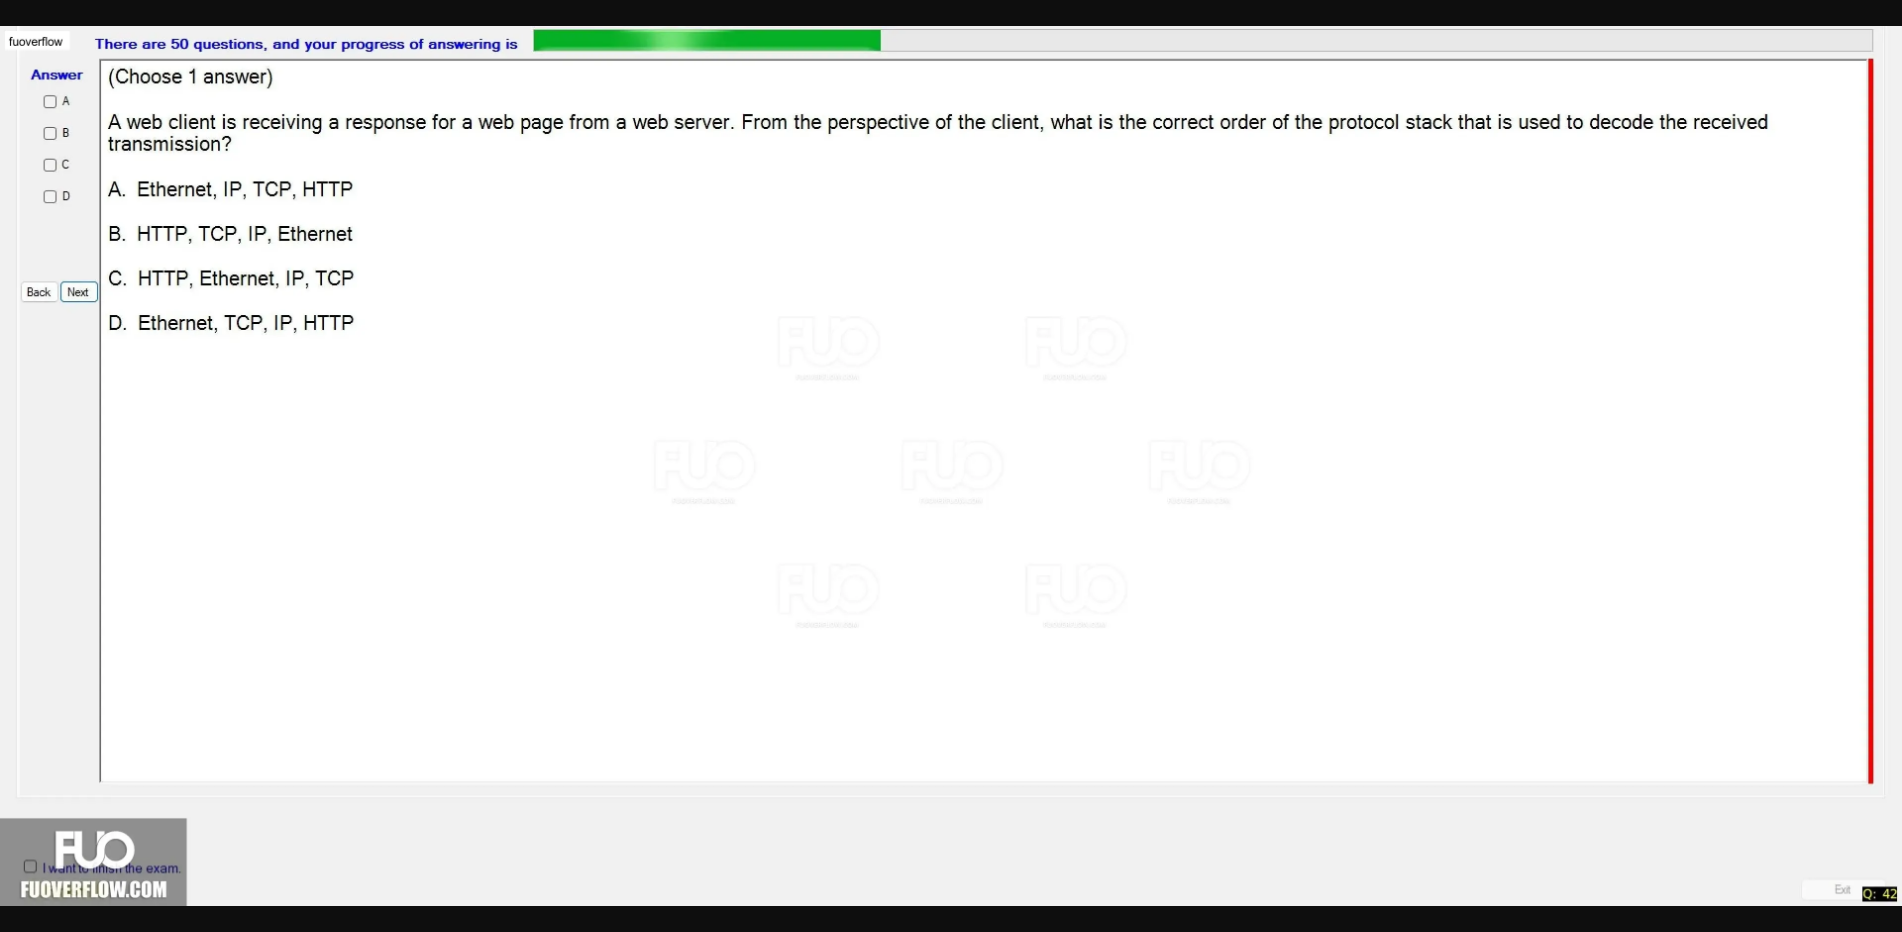 fuoverflow
There are 50 questions, and your progress of answering is
Answer
A
B
C
D
Back Next
(Choose 1 answer)
A web client is receiving a response for a web page from a web server. From the perspective of the client, what is the correct order of the protocol stack that is used to decode the received
transmission?
A. Ethernet, IP, TCP, HTTP
B. HTTP, TCP, IP, Ethernet
C. HTTP, Ethernet, IP, TCP
D. Ethernet, TCP, IP, HTTP
FUO
FUO
FUO
FUO
FUO
FUO
FUO
FUO
I want to finish the exam.
FUOVERFLOW.COM
Exit
Q: 42